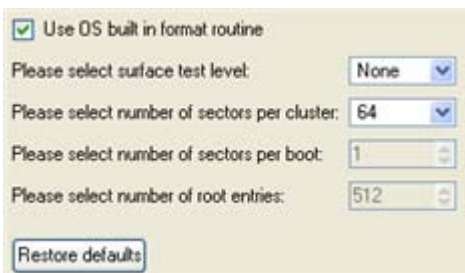 Use OS built in format routine
Please select surface test level: None
Please select number of sectors per cluster: 64
Please select number of sectors per boot: 1
Please select number of root entries: 512
Restore defaults